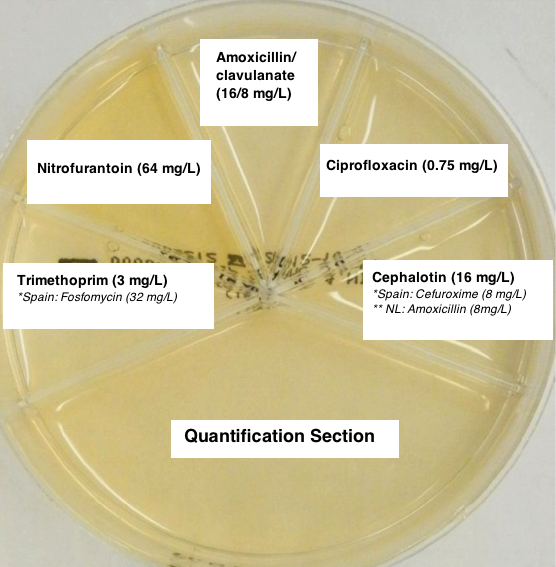 Amoxicillin/
clavulanate
(16/8 mg/L)
Nitrofurantoin (64 mg/L)
Ciprofloxacin (0.75 mg/L)
Trimethoprim (3 mg/L)
*Spain: Fosfomycin (32 mg/L)
Cephalotin (16 mg/L)
*Spain: Cefuroxime (8 mg/L)
** NL: Amoxicillin (8mg/L)
Quantification Section